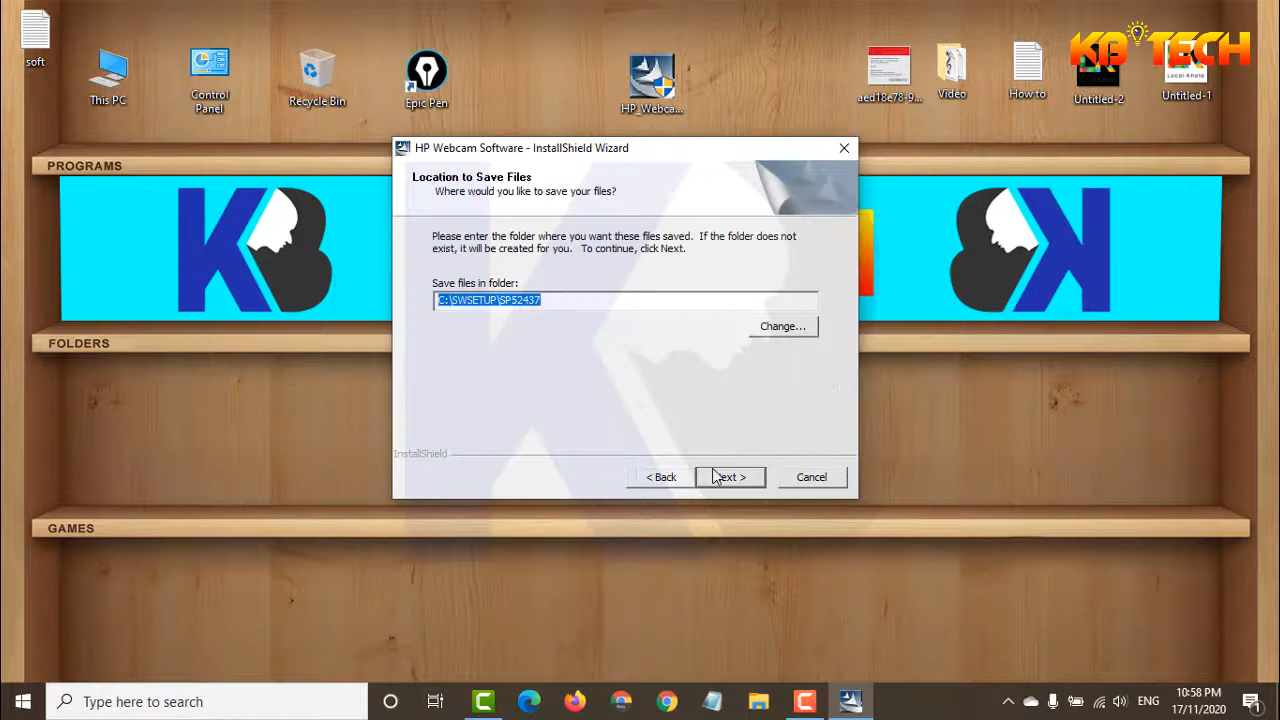 KB TECH
soft
This PC
Control
Panel
Recycle Bin
Epic Pen
HP_Webca...
aed18e78-9...
Video
How to
Untitled-2
Untitled-1
Local Khata
PROGRAMS
HP Webcam Software - InstallShield Wizard
Location to Save Files
Where would you like to save your files?
Please enter the folder where you want these files saved. If the folder does not
exist, it will be created for you. To continue, click Next.
Save files in folder:
C:\SWSETUP\SP52437
Change...
FOLDERS
InstallShield
< Back
Next >
Cancel
GAMES
Type here to search
ENG
10:58 PM
17/11/2020
1